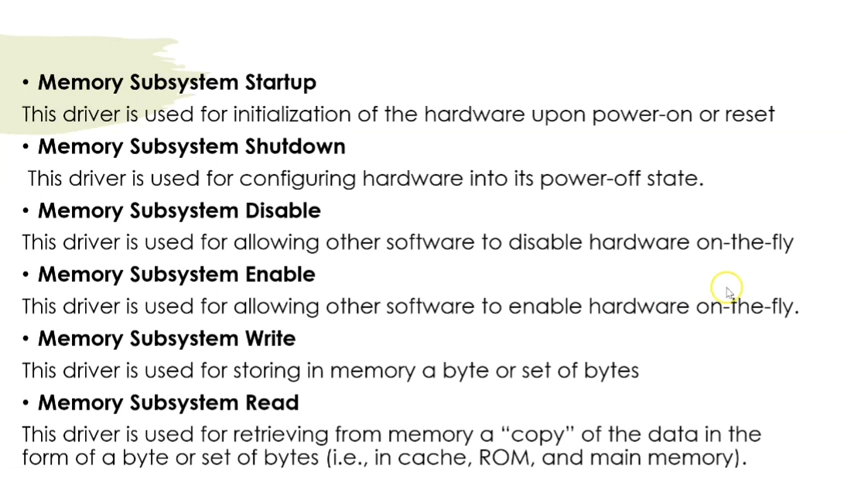 • Memory Subsystem Startup
This driver is used for initialization of the hardware upon power-on or reset
• Memory Subsystem Shutdown
This driver is used for configuring hardware into its power-off state.
• Memory Subsystem Disable
This driver is used for allowing other software to disable hardware on-the-fly
• Memory Subsystem Enable
This driver is used for allowing other software to enable hardware on-the-fly.
• Memory Subsystem Write
This driver is used for storing in memory a byte or set of bytes
• Memory Subsystem Read
This driver is used for retrieving from memory a “copy” of the data in the
form of a byte or set of bytes (i.e., in cache, ROM, and main memory).